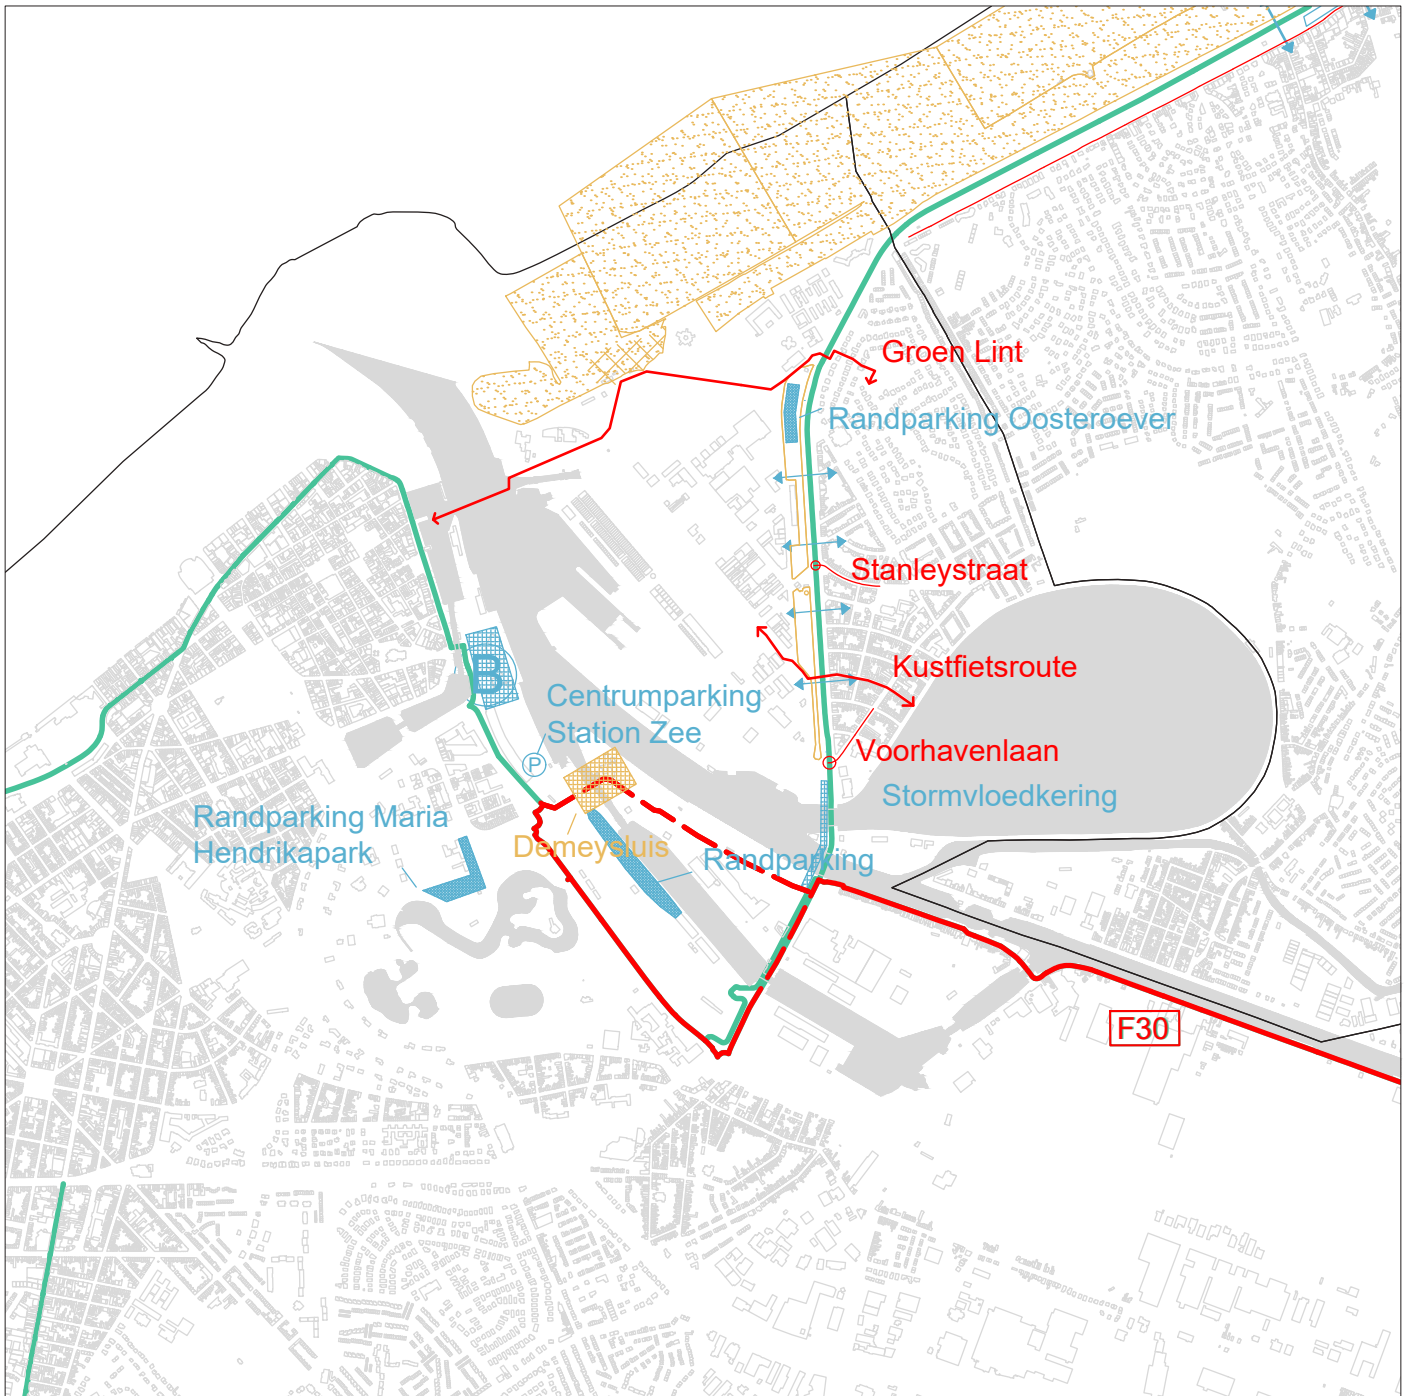 Groen Lint
Randparking Oosteroever
Stanleystraat
Kustfietsroute
B
Centrumparking
Station Zee
Voorhavenlaan
P
Stormvloedkering
Randparking Maria
Hendrikapark
Demeysluis
Randparking
F30